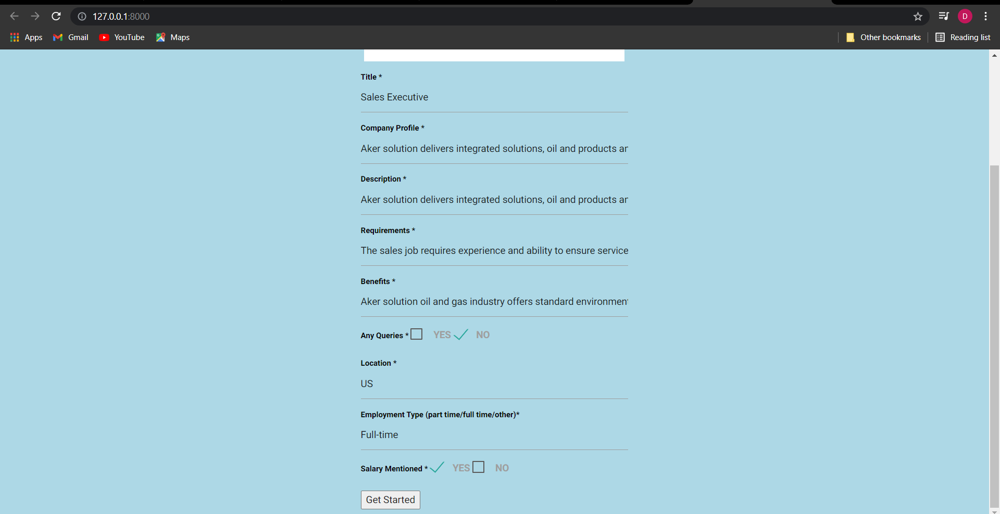 127.0.0.1:8000
D
Apps Gmail YouTube Maps Other bookmarks Reading list
Title *
Sales Executive
Company Profile *
Aker solution delivers integrated solutions, oil and products ar
Description *
Aker solution delivers integrated solutions, oil and products ar
Requirements *
The sales job requires experience and ability to ensure service
Benefits *
Aker solution oil and gas industry offers standard environment
Any Queries * YES NO
Location *
US
Employment Type (part time/full time/other)*
Full-time
Salary Mentioned * YES NO
Get Started